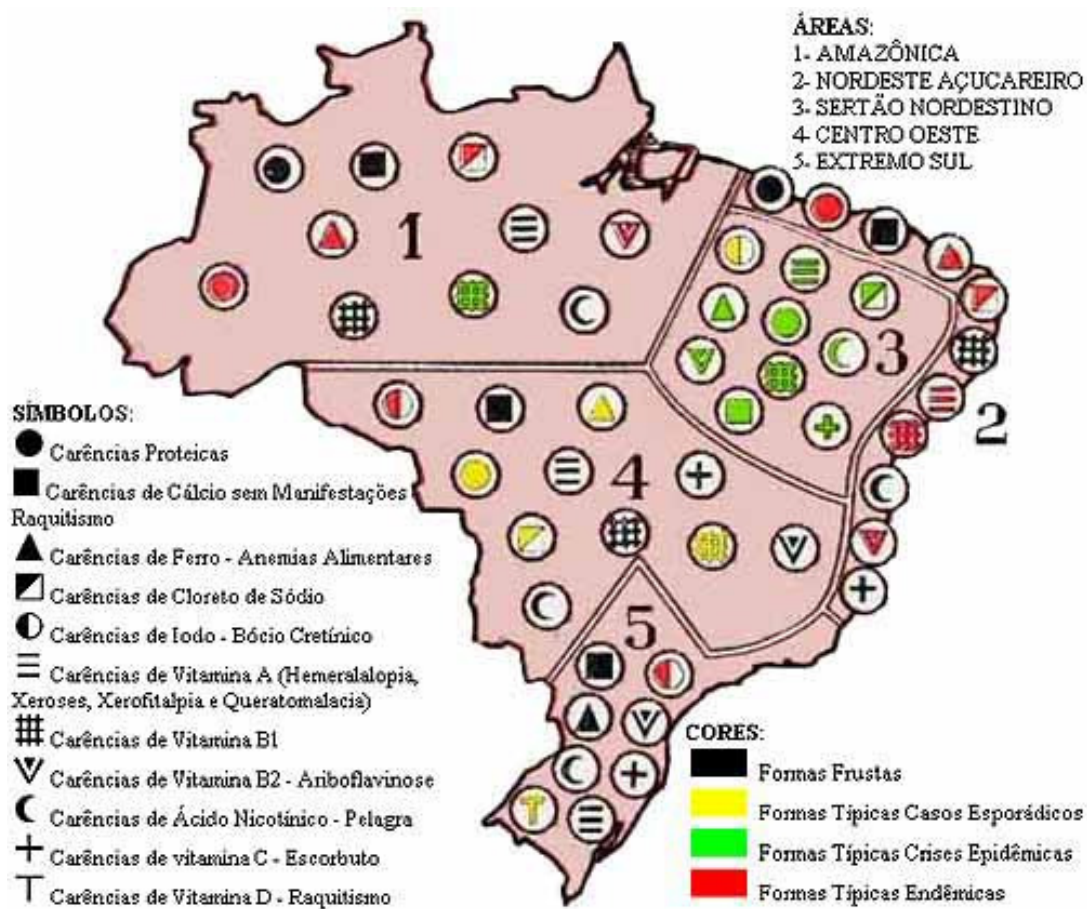 ÁREAS:
1- AMAZÔNICA
2- NORDESTE AÇUCAREIRO
3- SERTÃO NORDESTINO
4- CENTRO OESTE
5- EXTREMO SUL
1
3
2
4
5
SÍMBOLOS:
Carências Proteicas
Carências de Cálcio sem Manifestações
Raquitismo
Carências de Ferro - Anemias Alimentares
Carências de Cloreto de Sódio
Carências de Iodo - Bócio Cretínico
Carências de Vitamina A (Hemeralalopia,
Xeroses, Xerofitalpia e Queratomalacia)
Carências de Vitamina B1
Carências de Vitamina B2 - Ariboflavinose
Carências de Ácido Nicotínico - Pelagra
Carências de vitamina C - Escorbuto
Carências de Vitamina D - Raquitismo
CORES:
Formas Frustas
Formas Típicas Casos Esporádicos
Formas Típicas Crises Epidêmicas
Formas Típicas Endêmicas